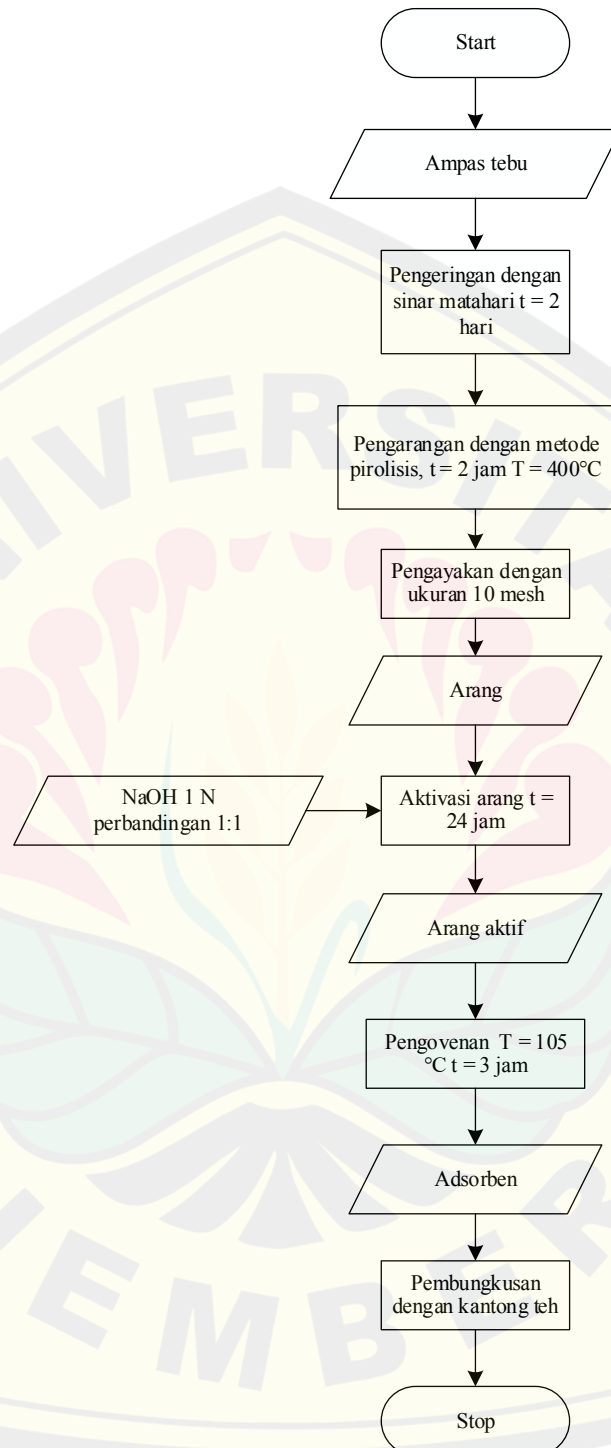 Start
Ampas tebu
Pengeringan dengan
sinar matahari t = 2
hari
Pengarangan dengan metode
pirolisis, t = 2 jam T = 400°C
Pengayakan dengan
ukuran 10 mesh
Arang
NaOH 1 N
perbandingan 1:1
Aktivasi arang t =
24 jam
Arang aktif
Pengovenan T = 105
°C t = 3 jam
Adsorben
Pembungkusan
dengan kantong teh
Stop
IVERSITA
EMBER